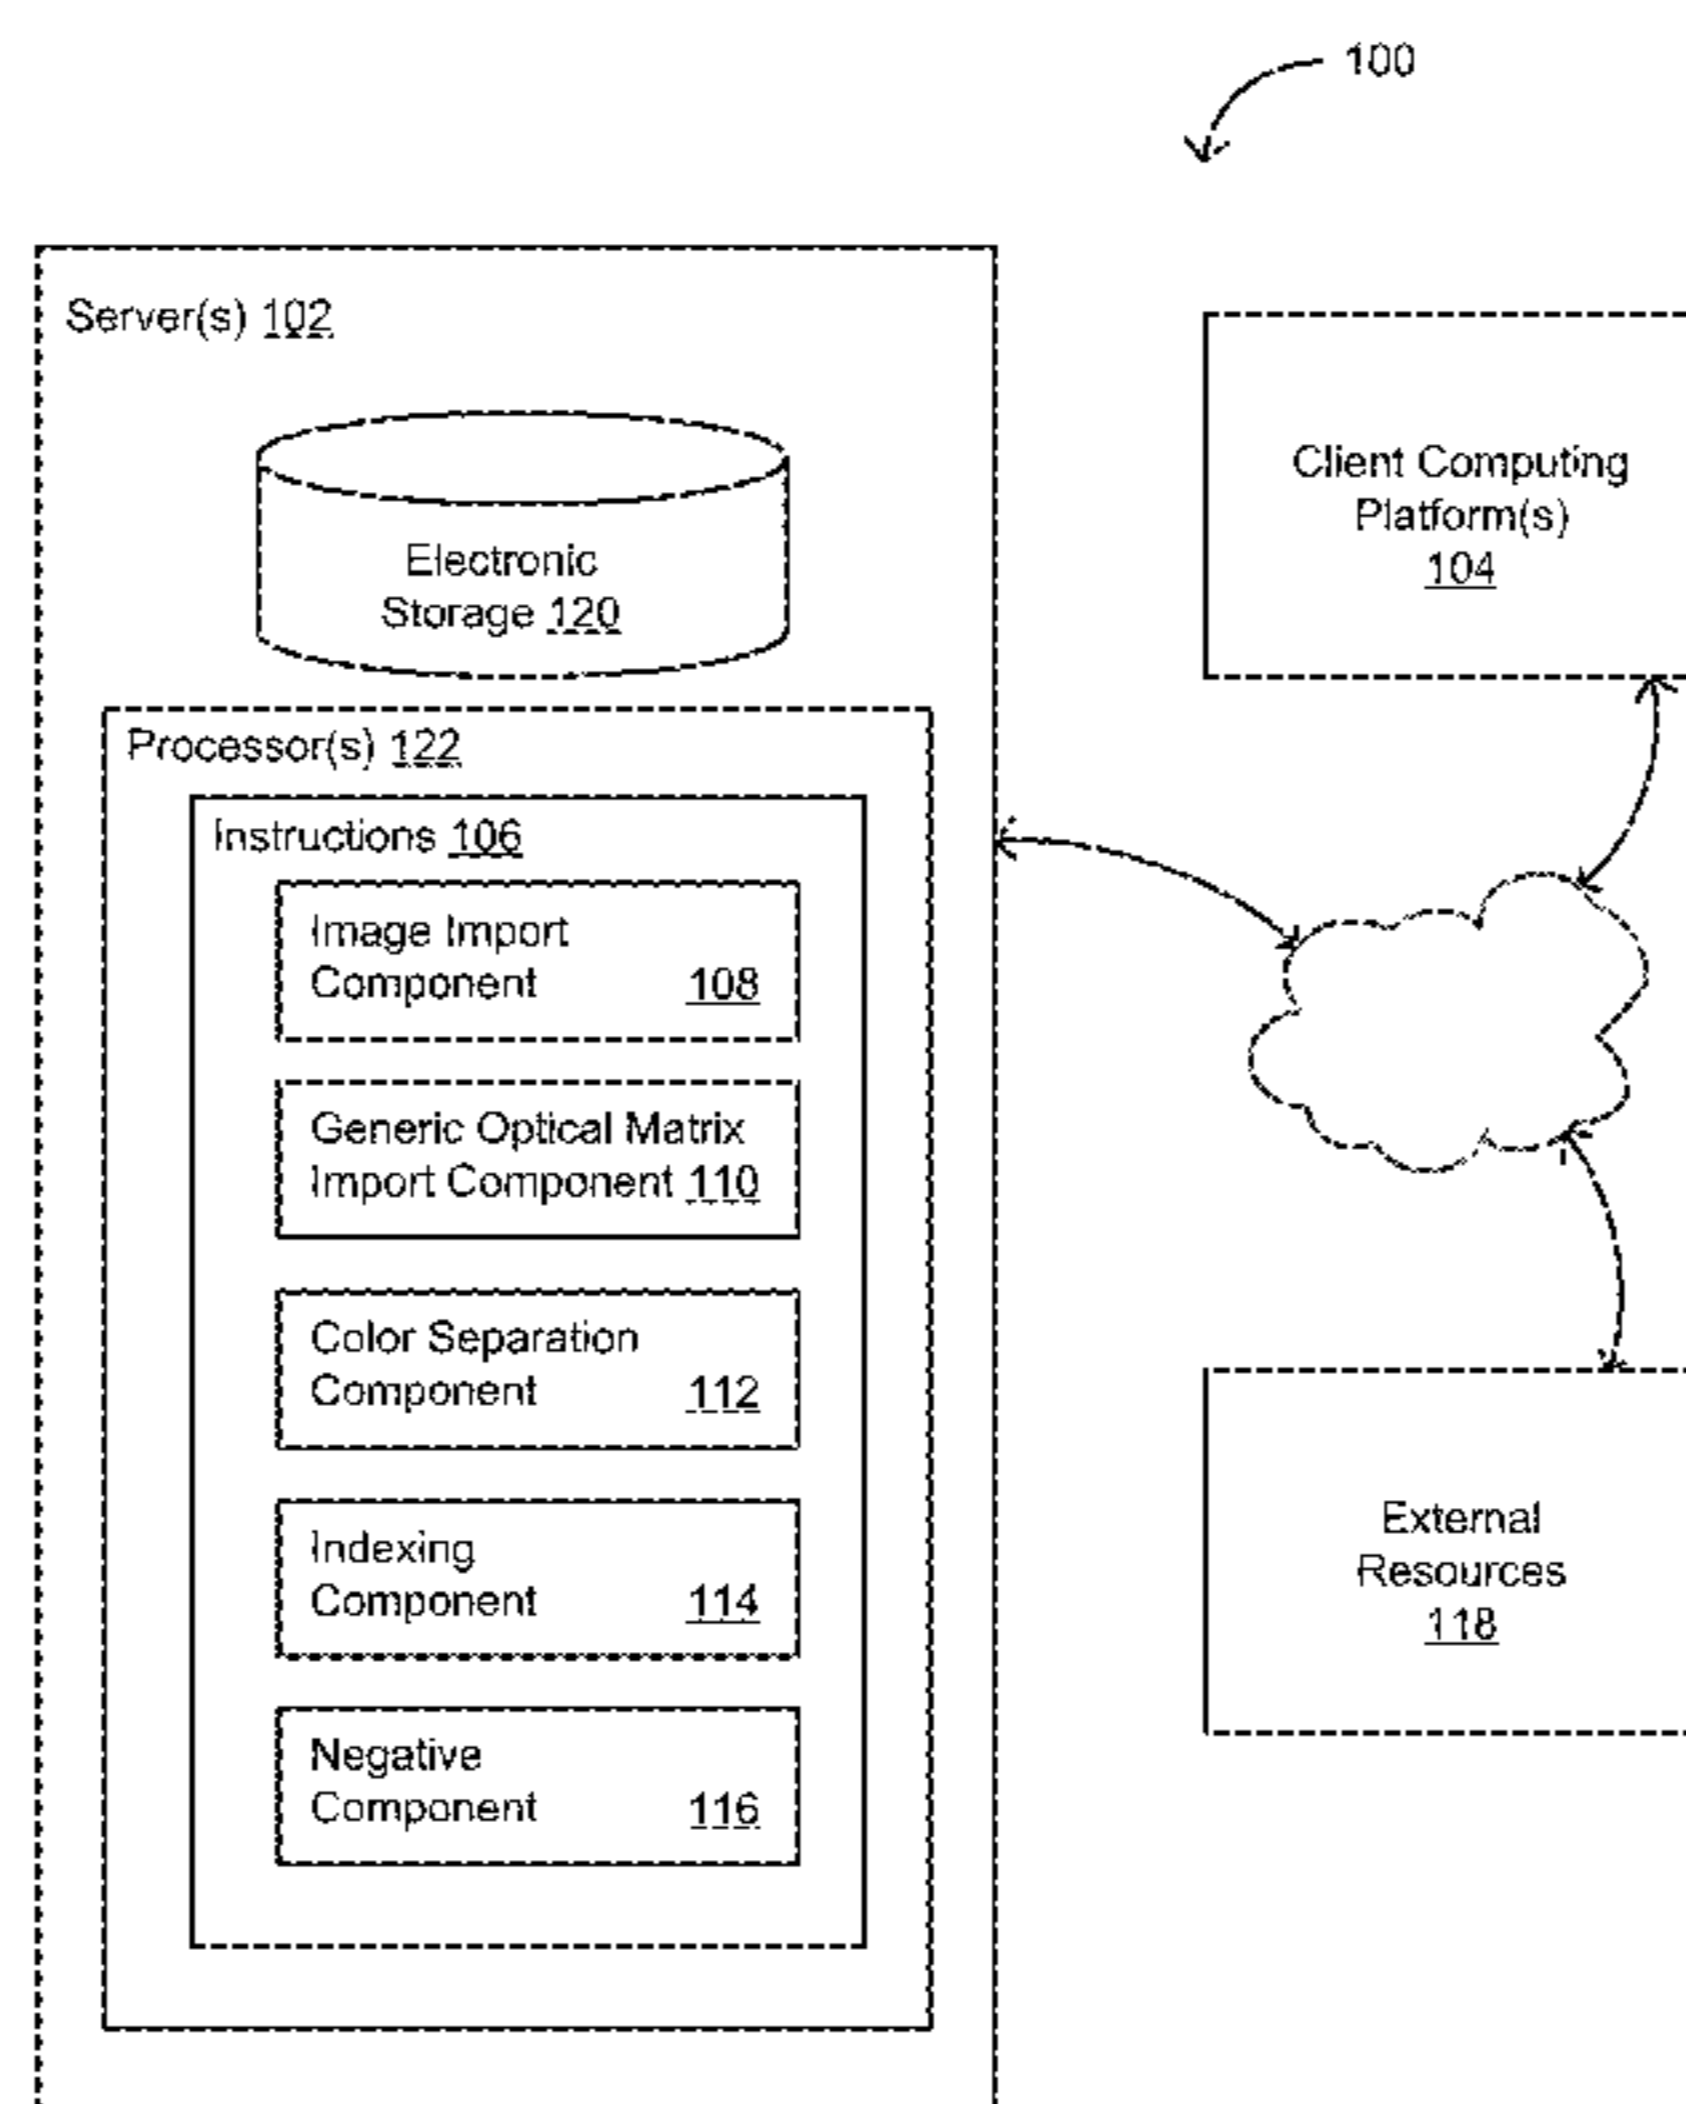 100
Server(s) 102
Electronic
Storage 120
Processor(s) 122
Instructions 106
Image Import
Component 108
Generic Optical Matrix
Import Component 110
Color Separation
Component 112
Indexing
Component 114
Negative
Component 116
Client Computing
Platform(s)
104
External
Resources
118